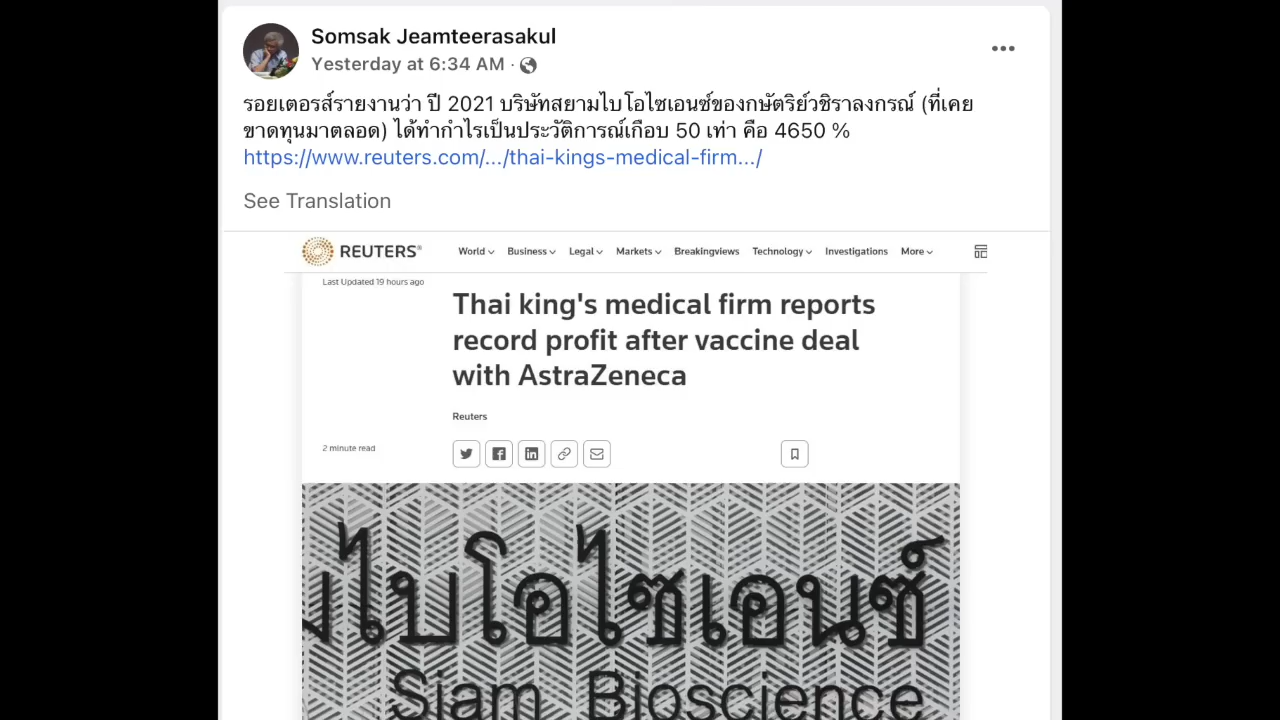 Somsak Jeamteerasakul
Yesterday at 6:34 AM ·
รอยเตอรส์รายงานว่า ปี 2021 บริษัทสยามไบโอไซเอนซ์ของกษัตริย์วชิราลงกรณ์ (ที่เคย
ขาดทุนมาตลอด) ได้ทำกำไรเป็นประวัติการณ์เกือบ 50 เท่า คือ 4650 %
https://www.reuters.com/.../thai-kings-medical-firm.../
See Translation
REUTERS®
World Business Legal Markets Breakingviews Technology Investigations More
Last Updated 19 hours ago
Thai king's medical firm reports
record profit after vaccine deal
with AstraZeneca
Reuters
2 minute read
มไบโอไซเอนซ์
Siam Bioscience